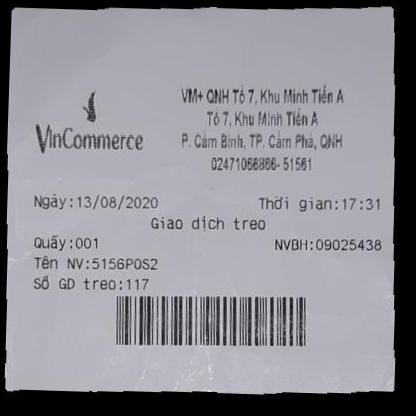 VinCommerce
VM+ QNH Tổ 7, Khu Minh Tiến A
Tổ 7, Khu Minh Tiến A
P. Cẩm Bình, TP. Cẩm Phả, QNH
02471066866-51561
Ngày:13/08/2020 Thời gian:17:31
Giao dịch treo
Quầy:001 NVBH:09025438
Tên NV:5156POS2
Số GD treo:117